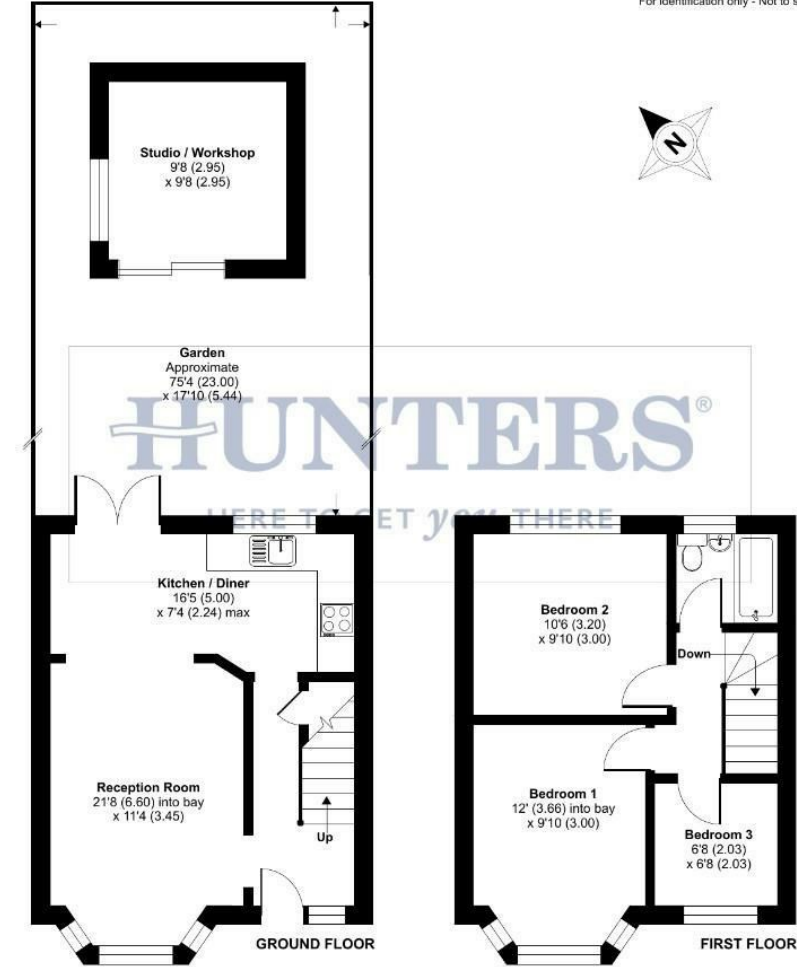 For identification only - Not to s
Studio / Workshop
9'8 (2.95)
x 9'8 (2.95)
N
Garden
Approximate
75'4 (23.00)
x 17'10 (5.44)
HUNTERS®
HERE TO GET you THERE
Kitchen / Diner
16'5 (5.00)
x 7'4 (2.24) max
Reception Room
21'8 (6.60) into bay
x 11'4 (3.45)
Up
GROUND FLOOR
Bedroom 2
10'6 (3.20)
x 9'10 (3.00)
Down
Bedroom 1
12' (3.66) into bay
x 9'10 (3.00)
Bedroom 3
6'8 (2.03)
x 6'8 (2.03)
FIRST FLOOR